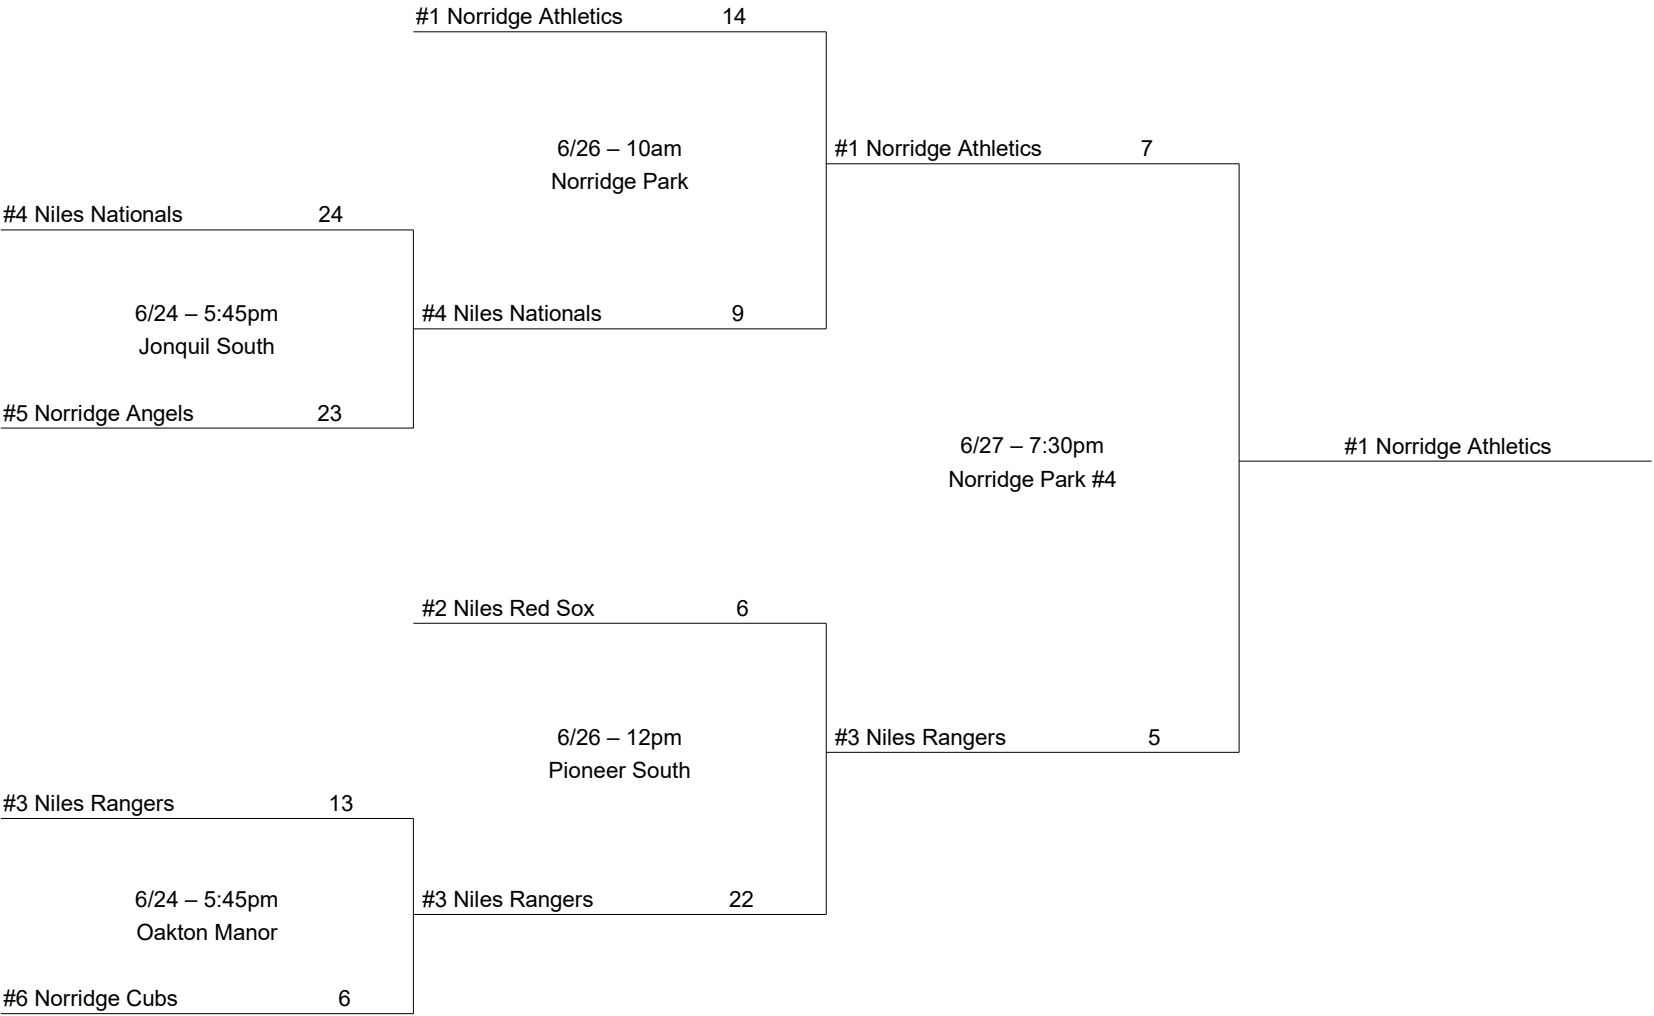 #1 Norridge Athletics 14
6/26 – 10am
Norridge Park
#1 Norridge Athletics 7
#4 Niles Nationals 24
6/24 – 5:45pm
Jonquil South
#4 Niles Nationals 9
#5 Norridge Angels 23
6/27 – 7:30pm
Norridge Park #4
#1 Norridge Athletics
#2 Niles Red Sox 6
6/26 – 12pm
Pioneer South
#3 Niles Rangers 5
#3 Niles Rangers 13
6/24 – 5:45pm
Oakton Manor
#3 Niles Rangers 22
#6 Norridge Cubs 6